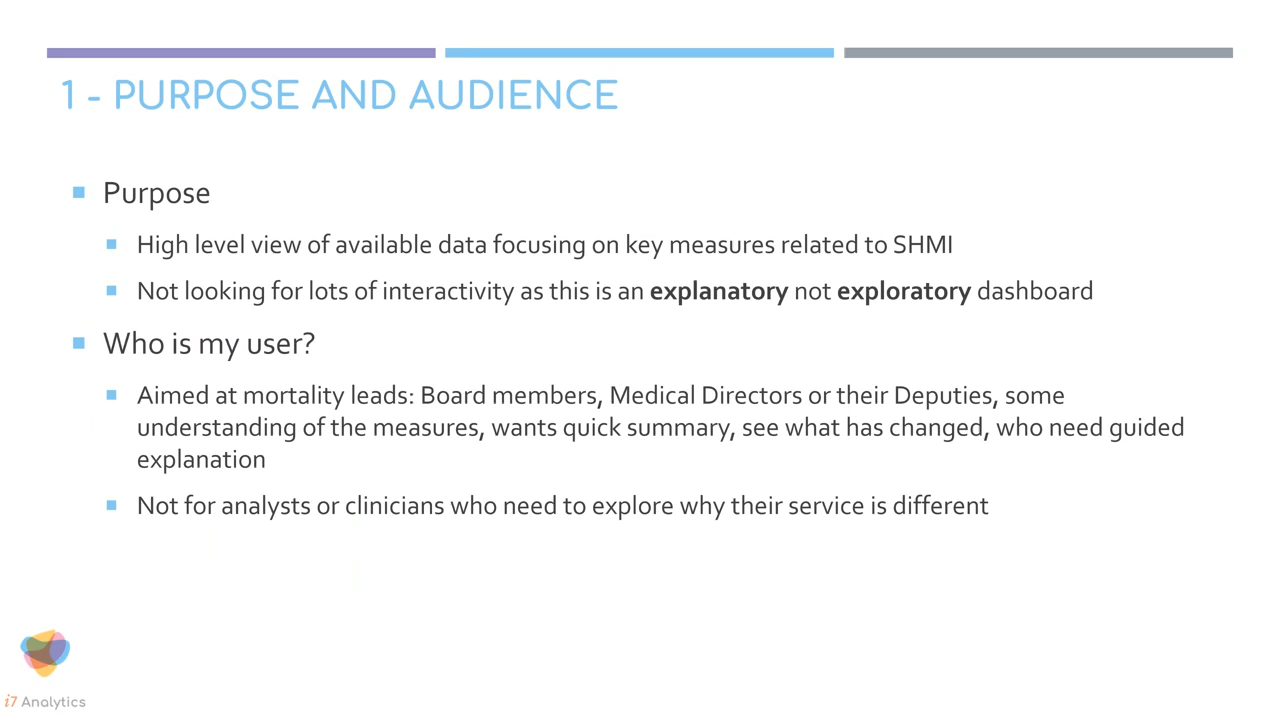 1 - PURPOSE AND AUDIENCE
Purpose
High level view of available data focusing on key measures related to SHMI
Not looking for lots of interactivity as this is an explanatory not exploratory dashboard
Who is my user?
Aimed at mortality leads: Board members, Medical Directors or their Deputies, some
understanding of the measures, wants quick summary, see what has changed, who need guided
explanation
Not for analysts or clinicians who need to explore why their service is different
i7 Analytics